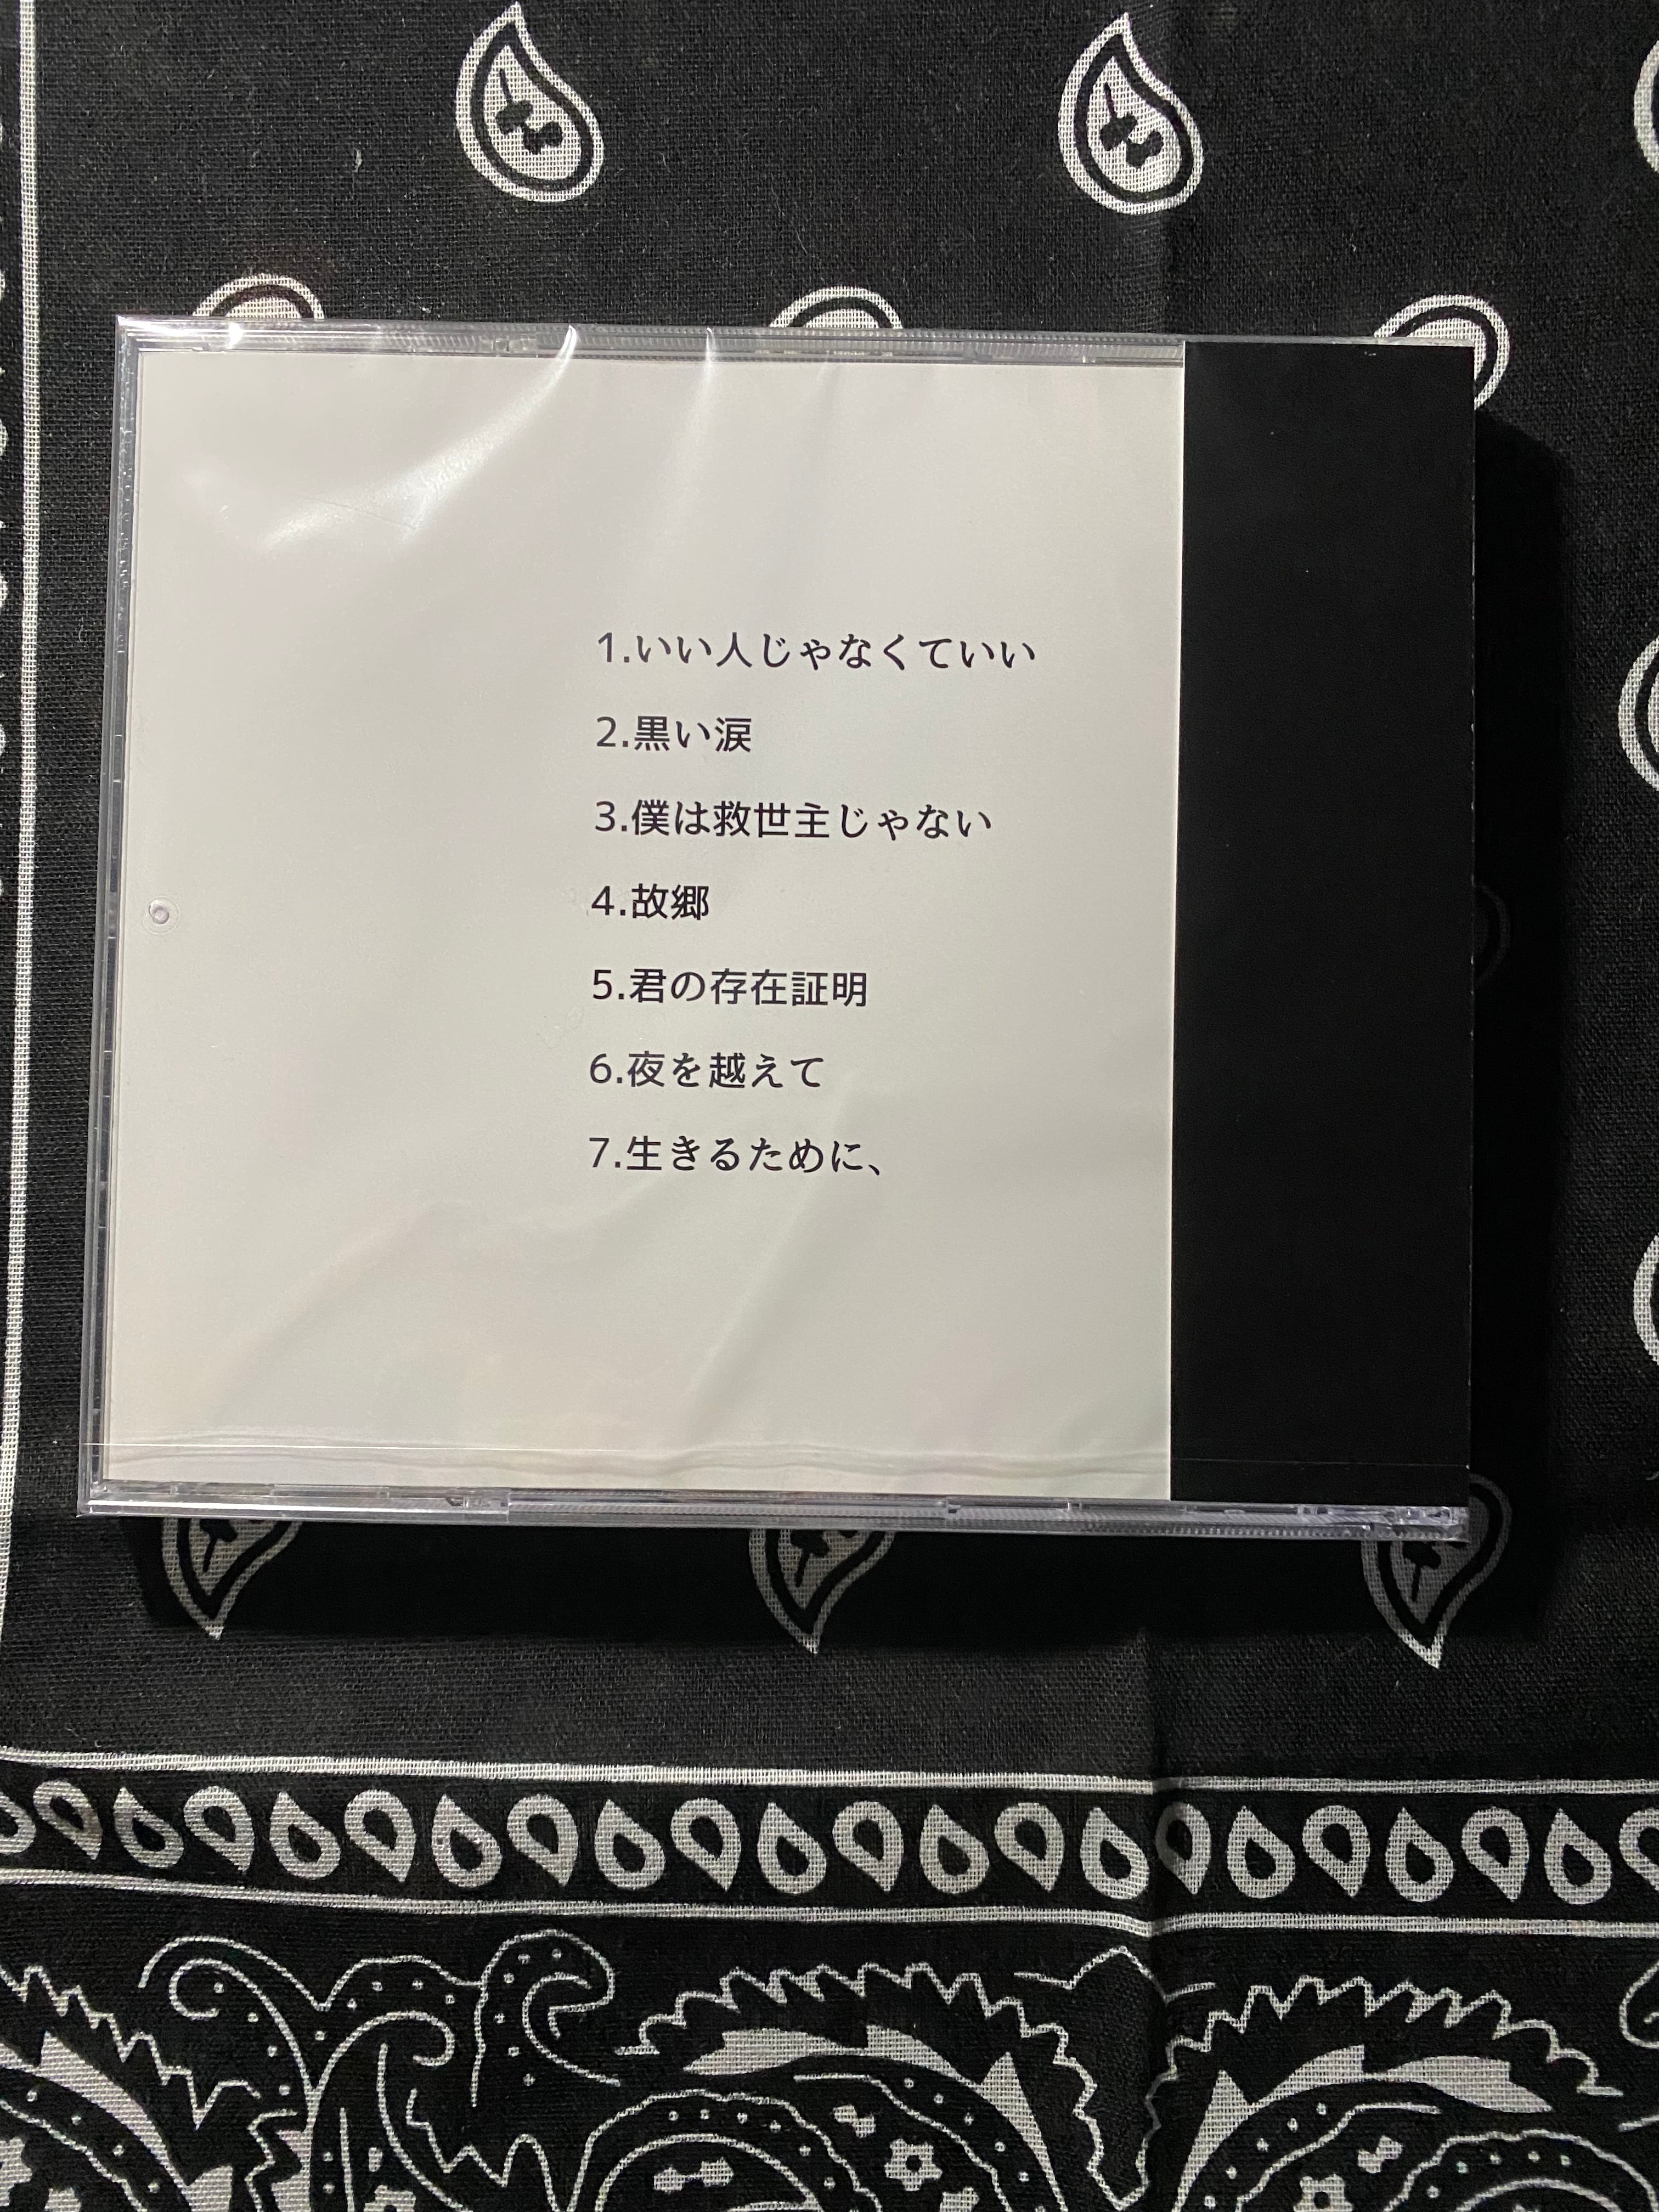 1.いい人じゃなくていい
2.黒い涙
3.僕は救世主じゃない
4.故郷
5.君の存在証明
6.夜を越えて
7.生きるために、